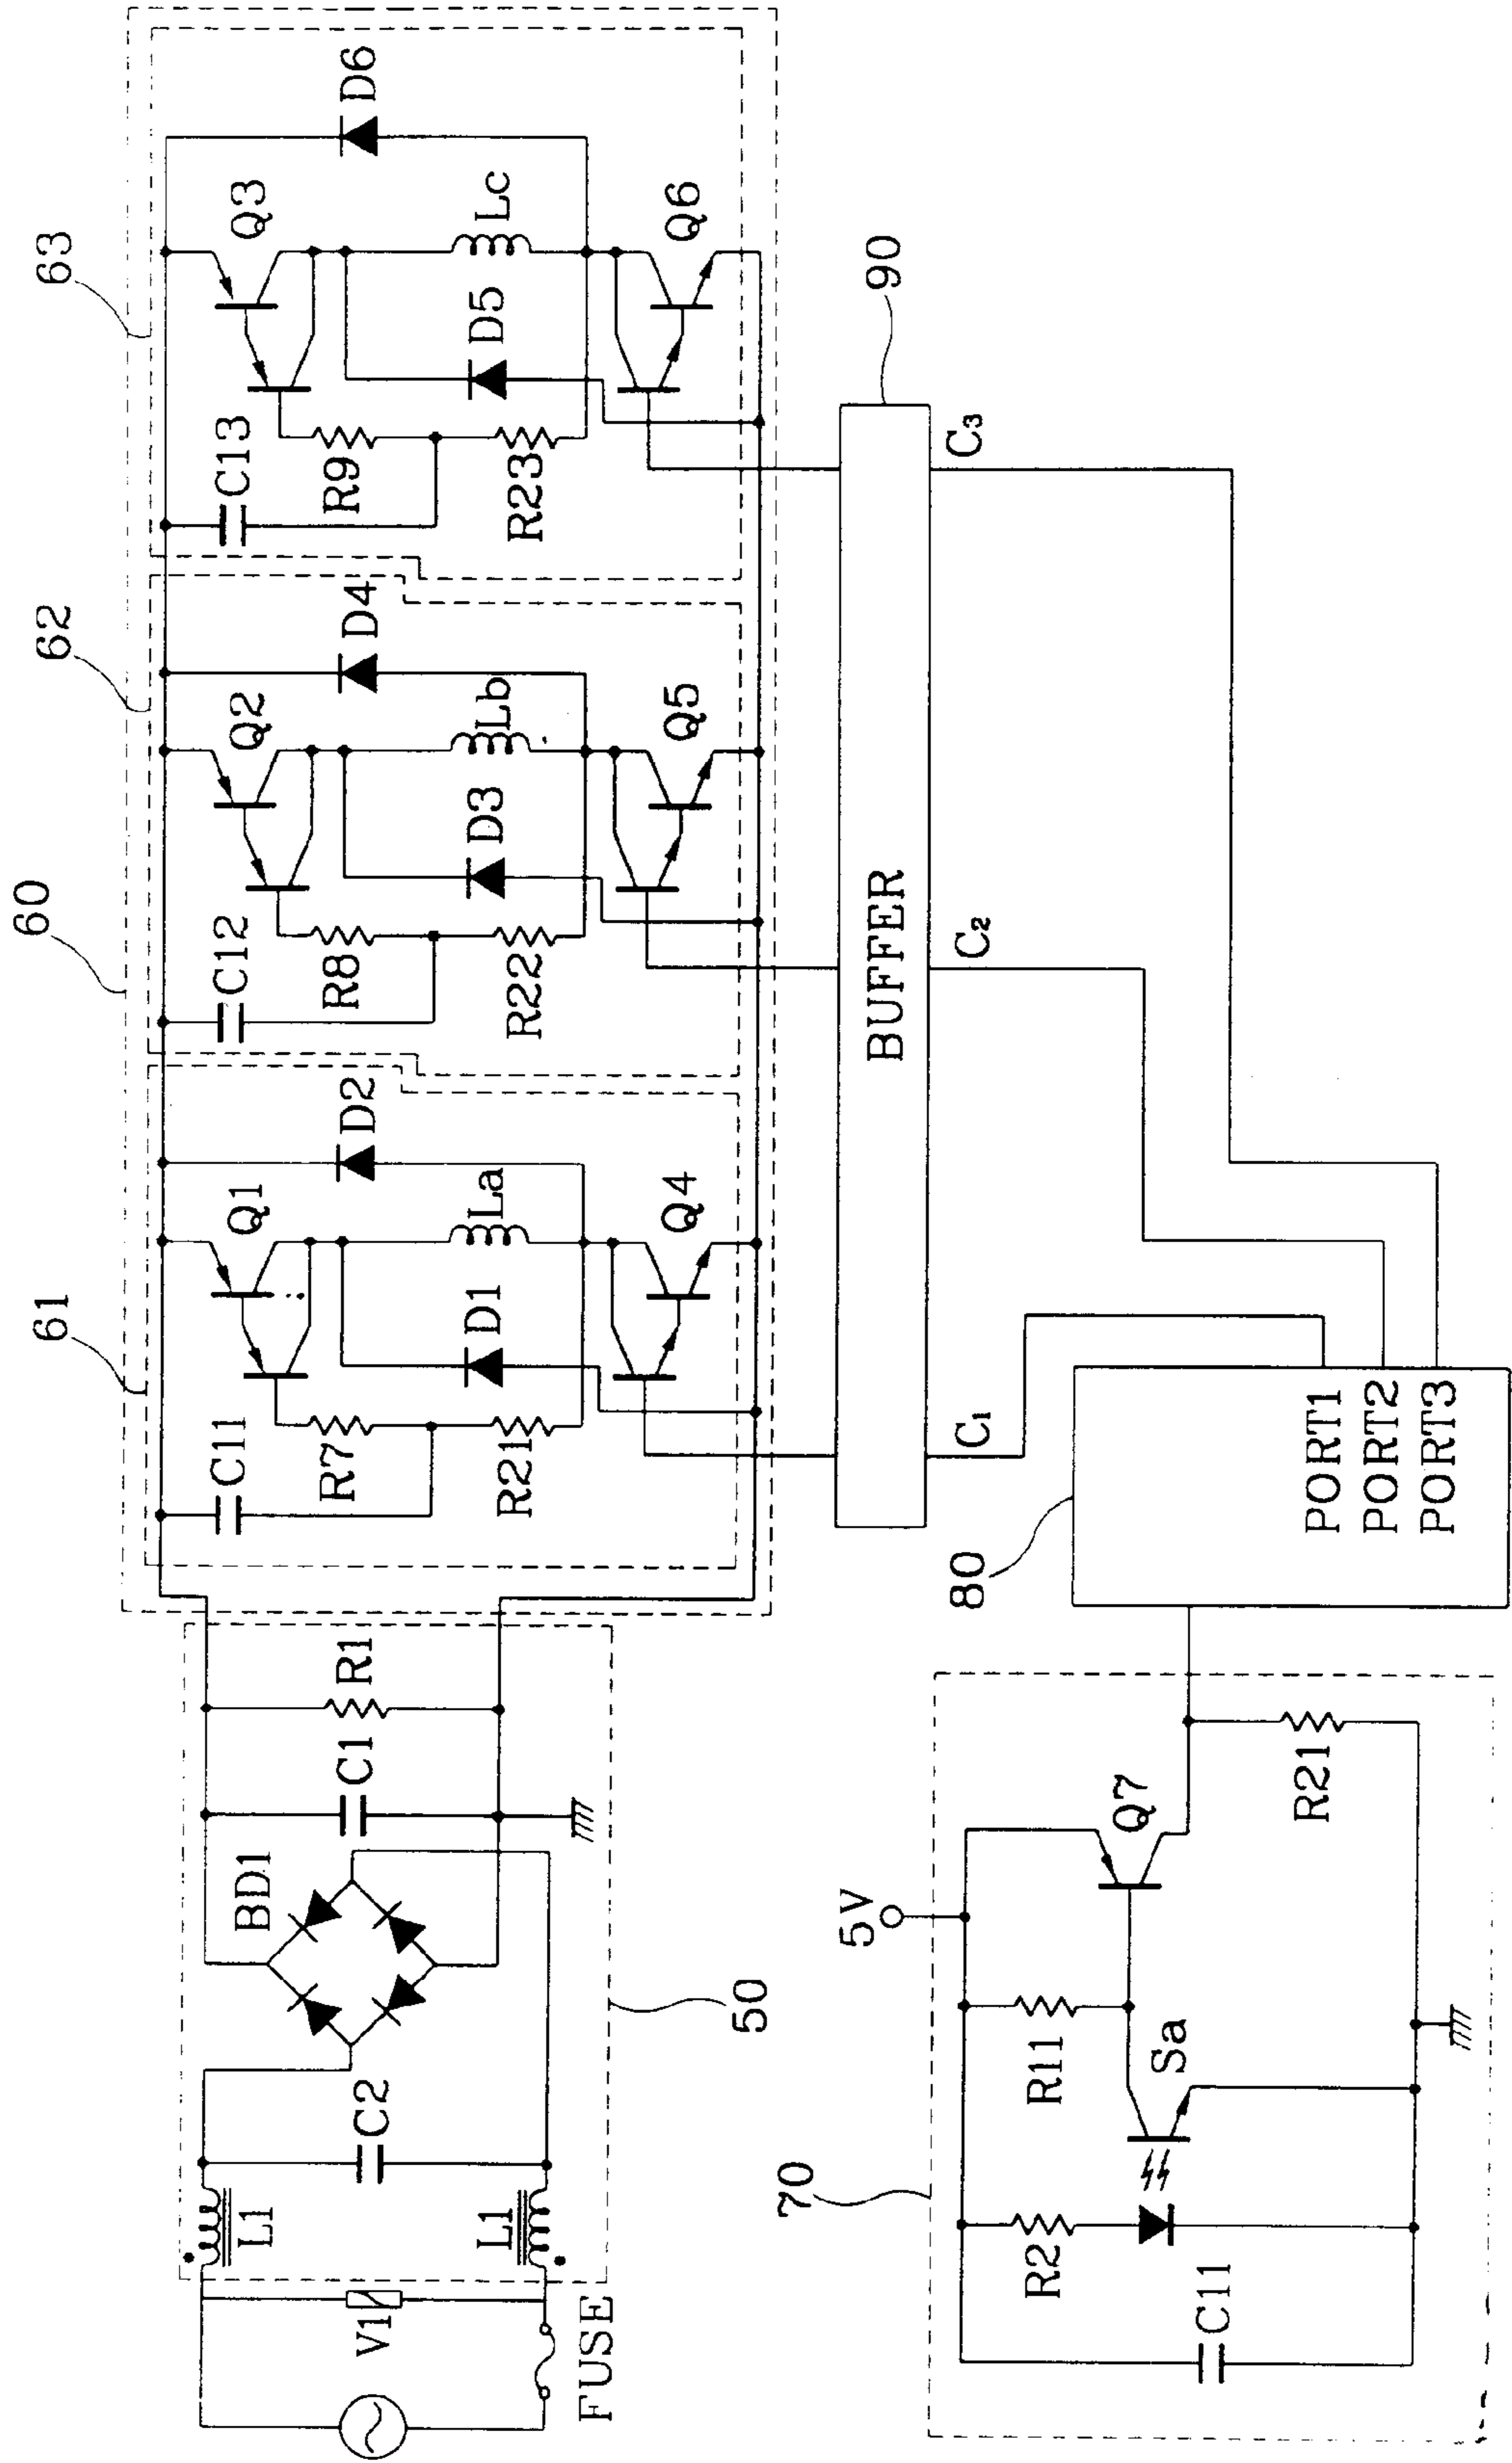 60
61
62
63
C11
Q1
D2
C12
Q2
D4
C13
Q3
D6
R7
D1
La
R8
D3
Lb
R9
D5
Lc
R21
Q4
R22
Q5
R23
Q6
L1
BD1
V1
C2
C1
R1
L1
FUSE
50
BUFFER
90
C1
C2
C3
70
5V
80
R2
R11
Q7
Sa
C11
R21
PORT1
PORT2
PORT3